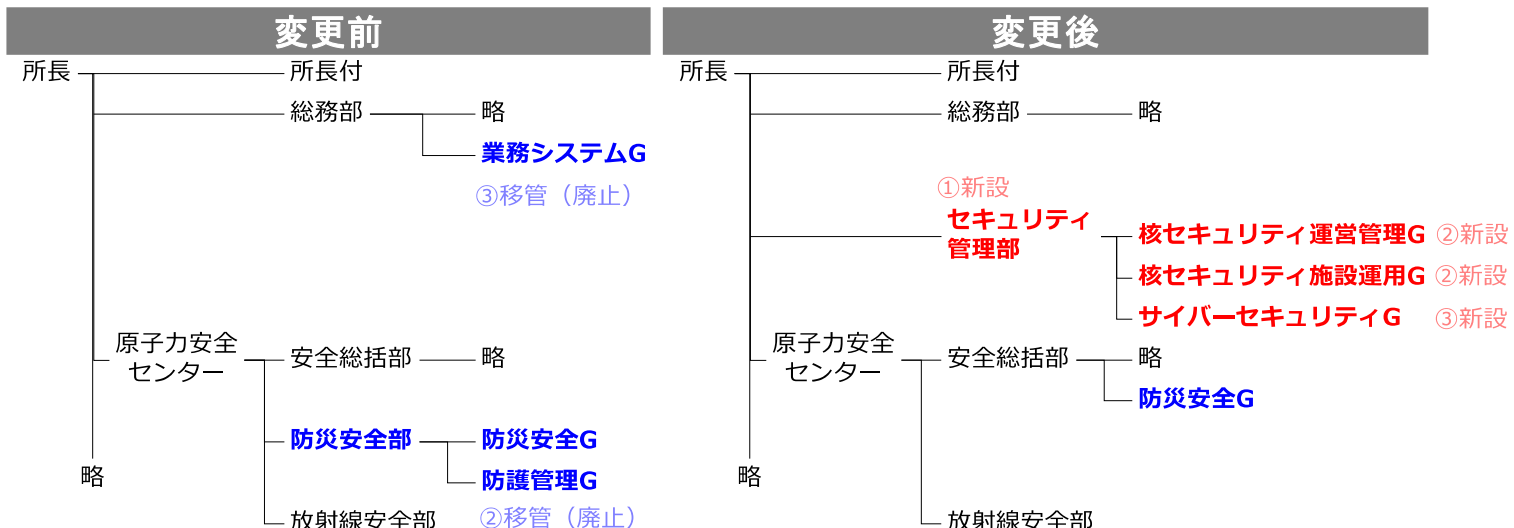 変更前
所長
所長付
総務部
略
業務システムG
③移管（廃止）
原子力安全
センター
安全総括部
略
防災安全部
防災安全G
防護管理G
②移管（廃止）
放射線安全部
略
変更後
所長
所長付
総務部
略
①新設
セキュリティ
管理部
核セキュリティ運営管理G ②新設
核セキュリティ施設運用G ②新設
サイバーセキュリティG ③新設
原子力安全
センター
安全総括部
略
防災安全G
放射線安全部
略